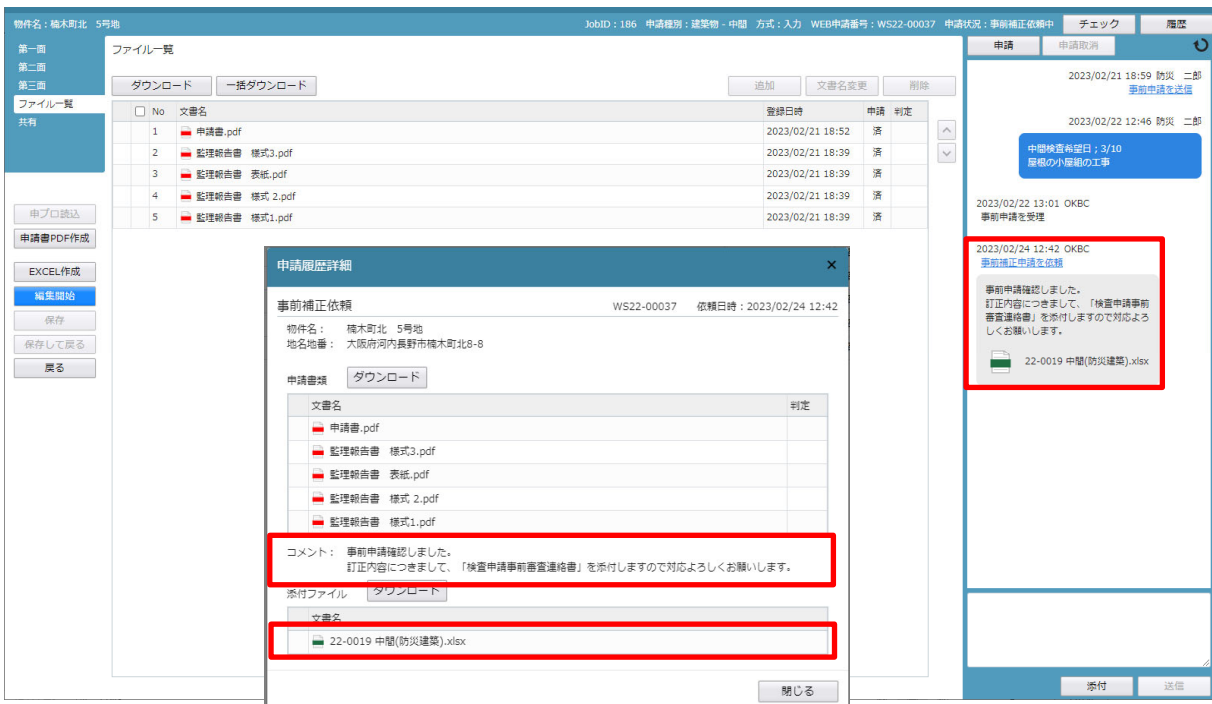 物件名：楠木町北 5号地
JobID：186 申請種別：建築物 - 中間 方式：入力 WEB申請番号：WS22-00037 申請状況：事前補正依頼中
チェック
履歴
第一面
第二面
第三面
ファイル一覧
共有
申プロ読込
申請書PDF作成
EXCEL作成
編集開始
保存
保存して戻る
戻る
ファイル一覧
ダウンロード
一括ダウンロード
追加
文書名変更
削除
No 文書名 登録日時 申請 判定
1 申請書.pdf 2023/02/21 18:52 済
2 監理報告書 様式3.pdf 2023/02/21 18:39 済
3 監理報告書 表紙.pdf 2023/02/21 18:39 済
4 監理報告書 様式 2.pdf 2023/02/21 18:39 済
5 監理報告書 様式1.pdf 2023/02/21 18:39 済
申請履歴詳細 ×
事前補正依頼 WS22-00037 依頼日時：2023/02/24 12:42
物件名： 楠木町北 5号地
地名地番： 大阪府河内長野市楠木町北8-8
申請書類 ダウンロード
文書名 判定
申請書.pdf
監理報告書 様式3.pdf
監理報告書 表紙.pdf
監理報告書 様式 2.pdf
監理報告書 様式1.pdf
コメント： 事前申請確認しました。
訂正内容につきまして、「検査申請事前審査連絡書」を添付しますので対応よろしくお願いします。
添付ファイル ダウンロード
文書名
22-0019 中間(防災建築).xlsx
閉じる
申請
申請取消
2023/02/21 18:59 防災 二郎
事前申請を送信
2023/02/22 12:46 防災 二郎
中間検査希望日；3/10
屋根の小屋組の工事
2023/02/22 13:01 OKBC
事前申請を受理
2023/02/24 12:42 OKBC
事前補正申請を依頼
事前申請確認しました。
訂正内容につきまして、「検査申請事前
審査連絡書」を添付しますので対応よろ
しくお願いします。
22-0019 中間(防災建築).xlsx
添付
送信